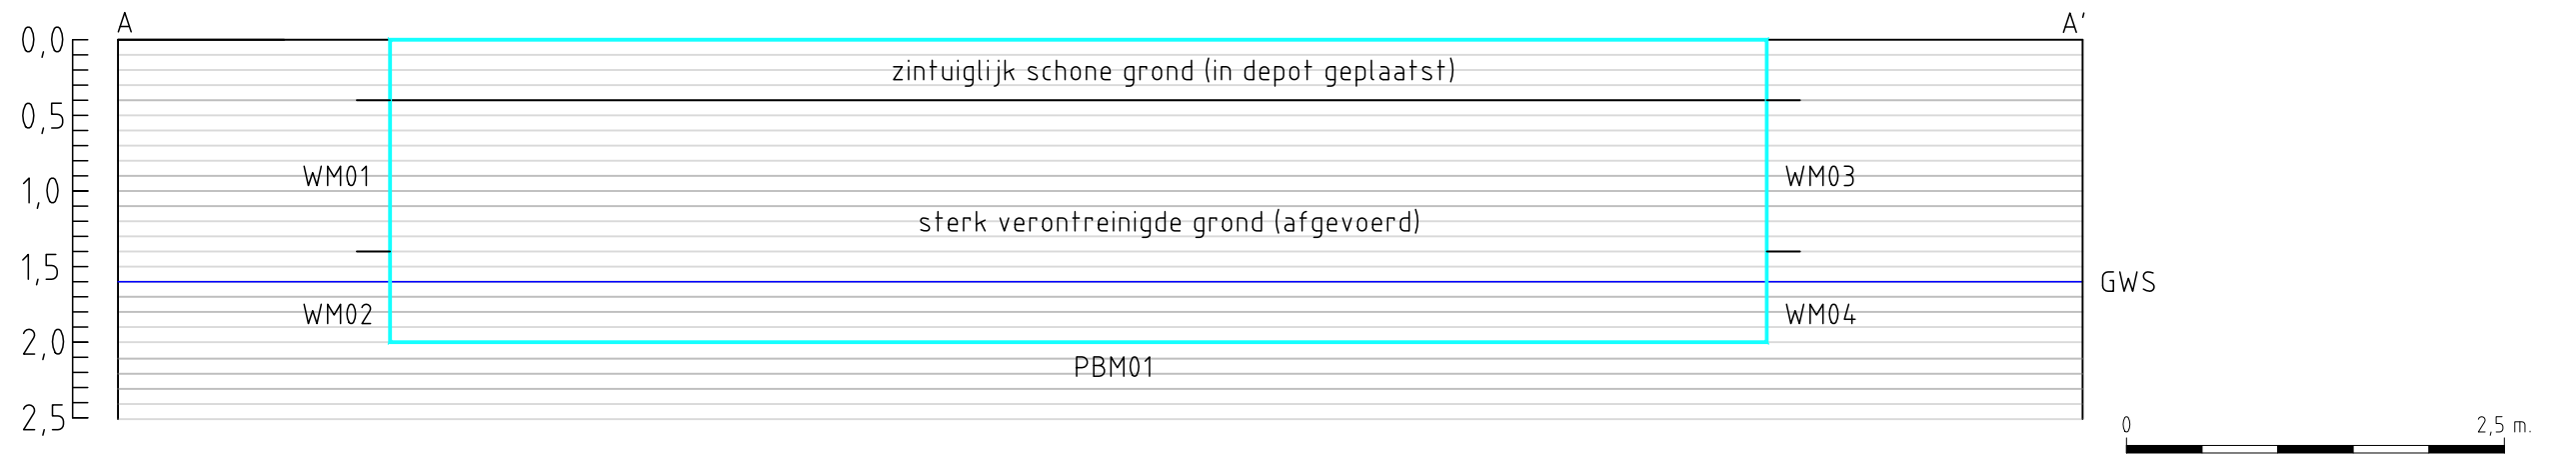 A
A'
0,0
zintuiglijk schone grond (in depot geplaatst)
0,5
WM01
WM03
1,0
sterk verontreinigde grond (afgevoerd)
1,5
GWS
WM02
WM04
2,0
PBM01
2,5
0
2,5 m.